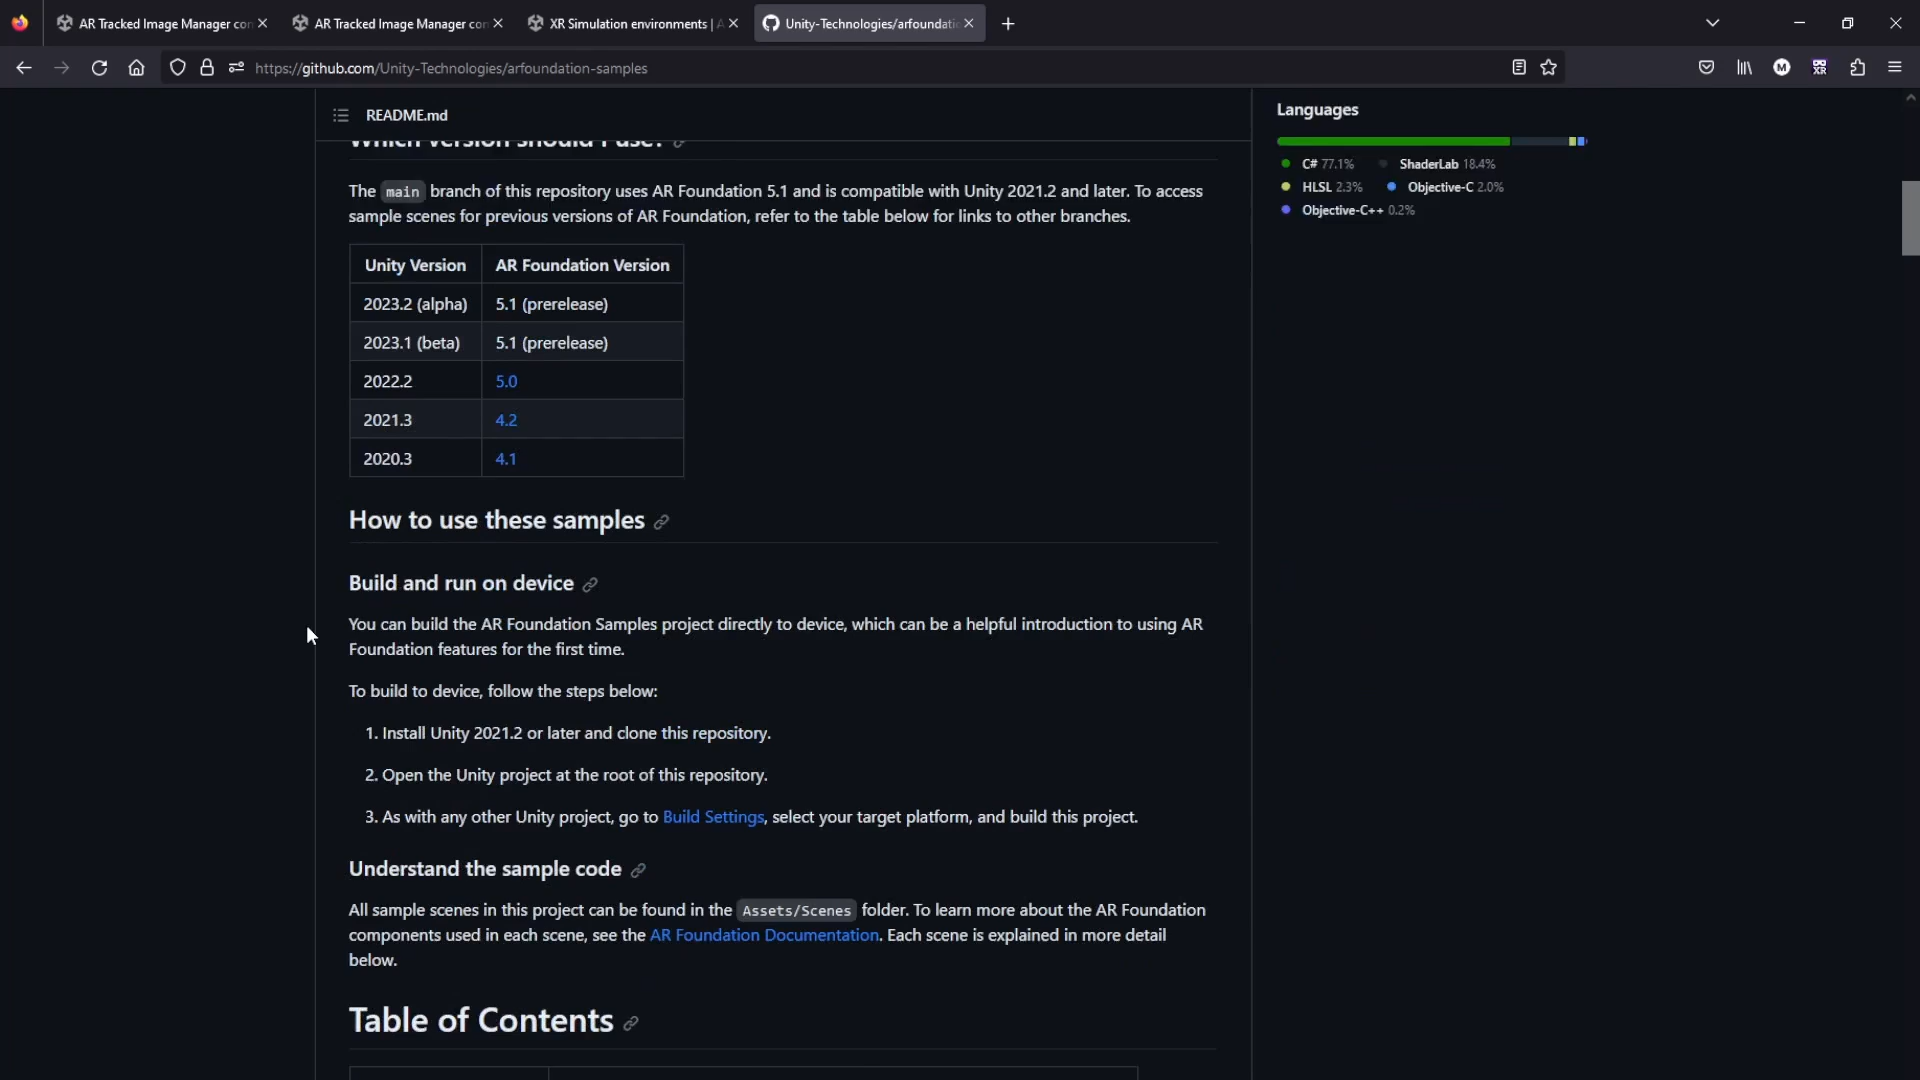 AR Tracked Image Manager con
AR Tracked Image Manager con
XR Simulation environments | A
Unity-Technologies/arfoundatio
https://github.com/Unity-Technologies/arfoundation-samples
M
XR
README.md
Which version should I use?
The main branch of this repository uses AR Foundation 5.1 and is compatible with Unity 2021.2 and later. To access
sample scenes for previous versions of AR Foundation, refer to the table below for links to other branches.
Unity Version AR Foundation Version
2023.2 (alpha) 5.1 (prerelease)
2023.1 (beta) 5.1 (prerelease)
2022.2 5.0
2021.3 4.2
2020.3 4.1
How to use these samples
Build and run on device
You can build the AR Foundation Samples project directly to device, which can be a helpful introduction to using AR
Foundation features for the first time.
To build to device, follow the steps below:
1. Install Unity 2021.2 or later and clone this repository.
2. Open the Unity project at the root of this repository.
3. As with any other Unity project, go to Build Settings, select your target platform, and build this project.
Understand the sample code
All sample scenes in this project can be found in the Assets/Scenes folder. To learn more about the AR Foundation
components used in each scene, see the AR Foundation Documentation. Each scene is explained in more detail
below.
Table of Contents
Languages
C# 77.1% ShaderLab 18.4%
HLSL 2.3% Objective-C 2.0%
Objective-C++ 0.2%